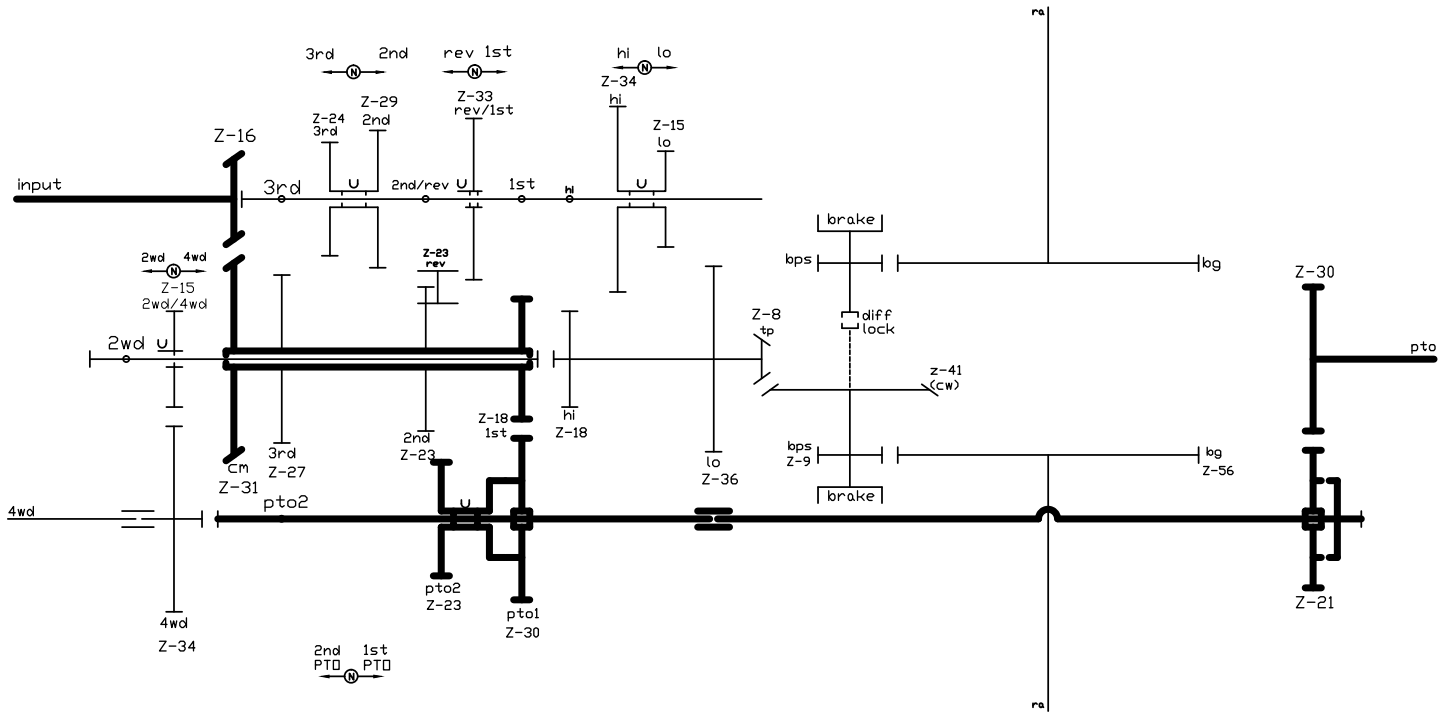 ra
3rd 2nd
N
rev 1st
N
hi lo
N
Z-34
hi
Z-29
2nd
Z-24
3rd
Z-33
rev/1st
Z-15
lo
Z-16
input
3rd
U
2nd/rev
U
1st
hi
U
brake
bps
bg
2wd 4wd
N
Z-15
2wd/4wd
Z-23
rev
Z-30
diff
lock
Z-8
tp
2wd
U
pto
z-41
(cw)
hi
Z-18
Z-18
1st
2nd
Z-23
3rd
Z-27
cm
Z-31
lo
Z-36
bps
Z-9
bg
Z-56
brake
4wd
pto2
U
pto2
Z-23
pto1
Z-30
Z-21
4wd
Z-34
2nd 1st
PTO PTO
N
ra